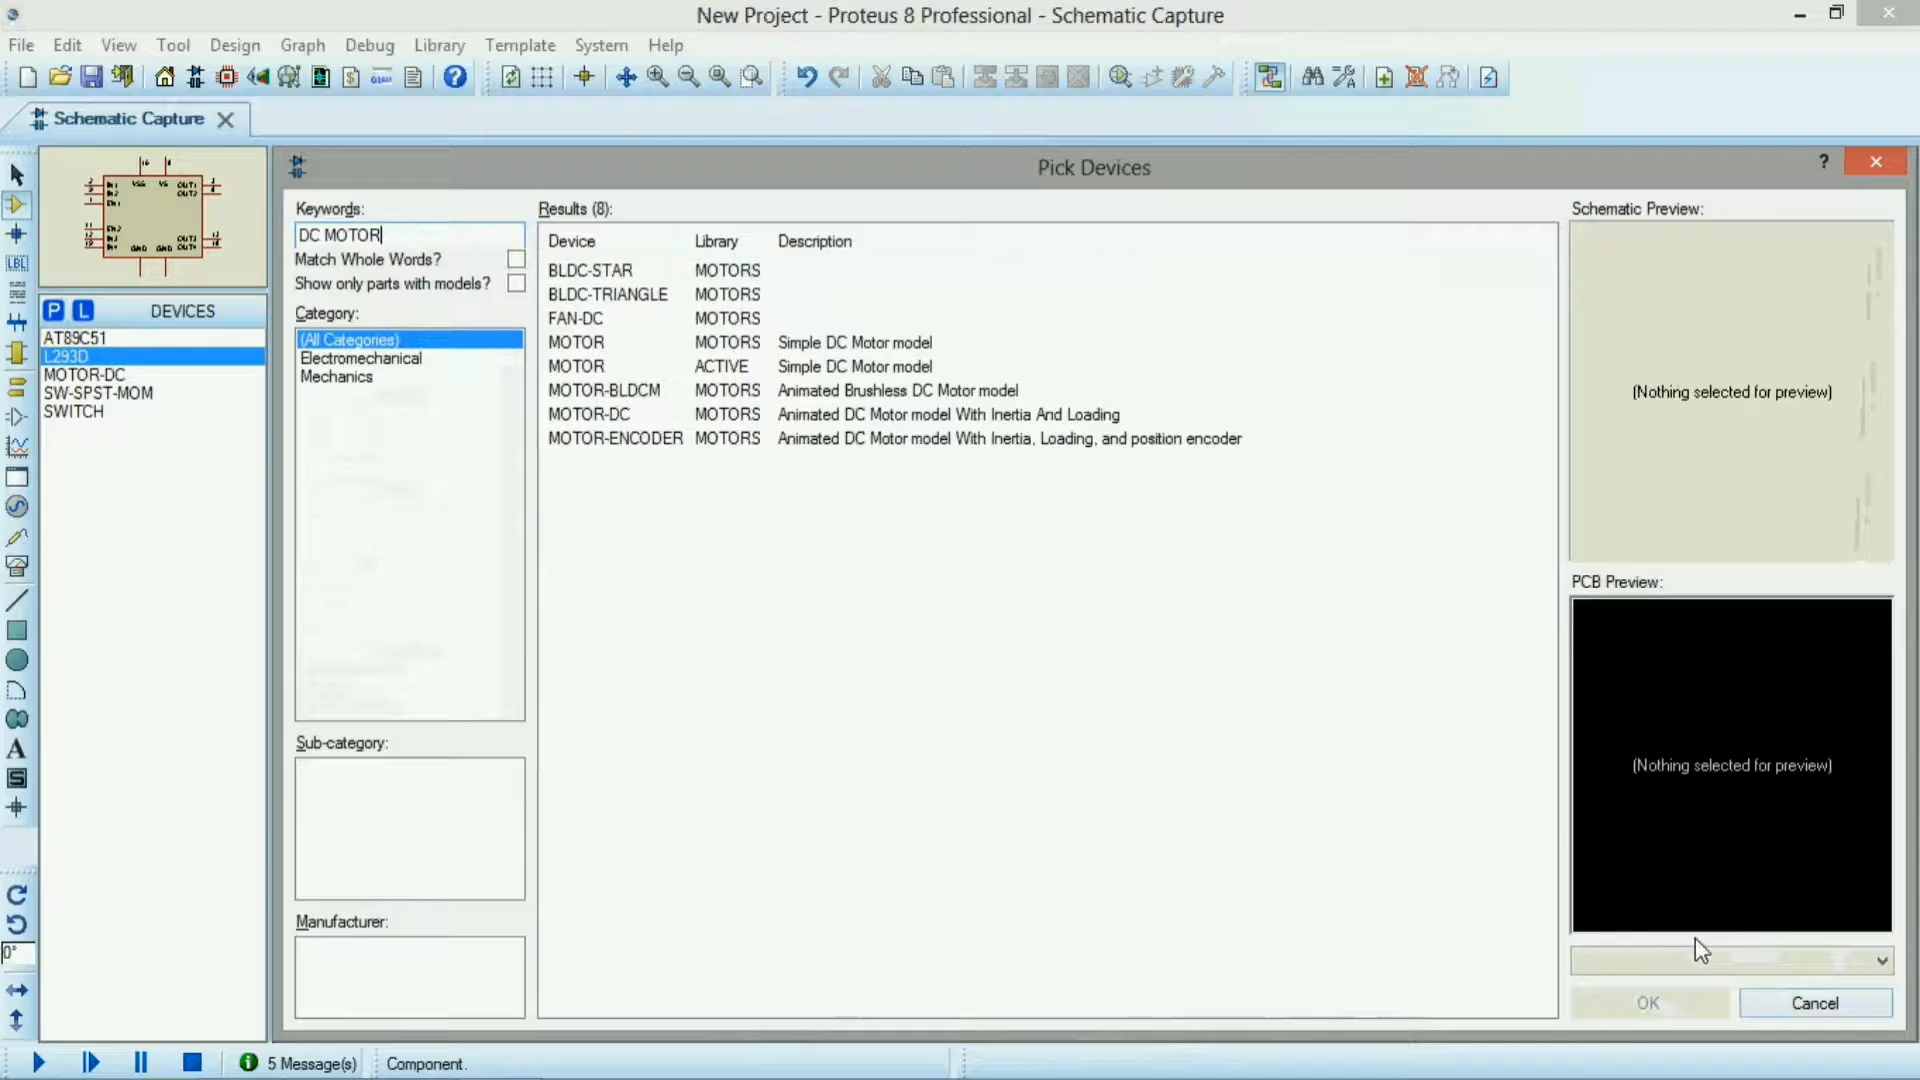 New Project - Proteus 8 Professional - Schematic Capture
File Edit View Tool Design Graph Debug Library Template System Help
Schematic Capture
Pick Devices
?
P L DEVICES
AT89C51
L293D
MOTOR-DC
SW-SPST-MOM
SWITCH
Keywords:
DC MOTOR
Match Whole Words?
Show only parts with models?
Category:
(All Categories)
Electromechanical
Mechanics
Sub-category:
Manufacturer:
Results (8):
Device Library Description
BLDC-STAR MOTORS
BLDC-TRIANGLE MOTORS
FAN-DC MOTORS
MOTOR MOTORS Simple DC Motor model
MOTOR ACTIVE Simple DC Motor model
MOTOR-BLDCM MOTORS Animated Brushless DC Motor model
MOTOR-DC MOTORS Animated DC Motor model With Inertia And Loading
MOTOR-ENCODER MOTORS Animated DC Motor model With Inertia, Loading, and position encoder
Schematic Preview:
(Nothing selected for preview)
PCB Preview:
(Nothing selected for preview)
OK Cancel
LBL
A
S
0°
5 Message(s) Component.